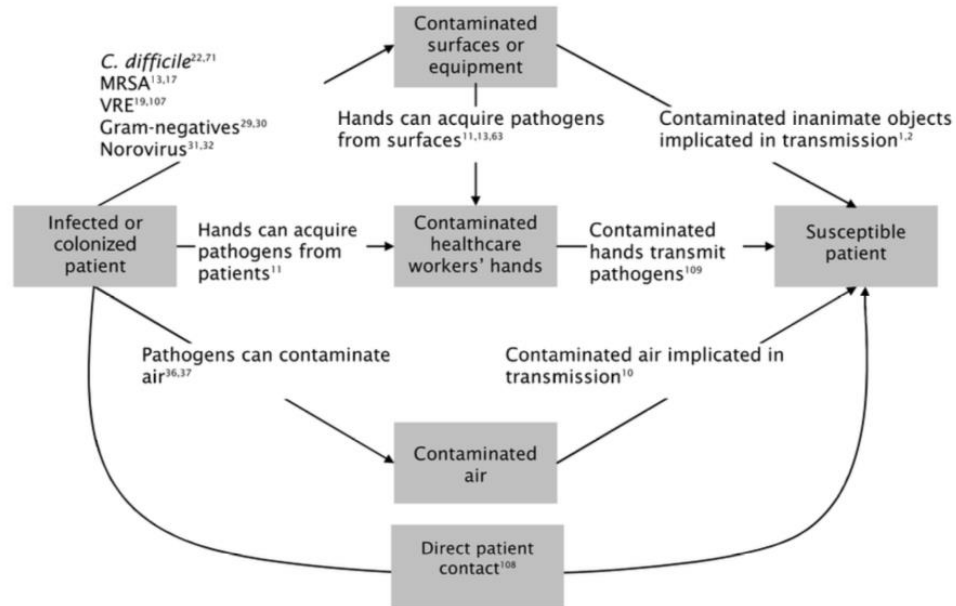 Contaminated
surfaces or
equipment
C. difficile22,71
MRSA13,17
VRE19,107
Gram-negatives29,30
Norovirus31,32
Hands can acquire pathogens
from surfaces11,13,63
Contaminated inanimate objects
implicated in transmission1,2
Infected or
colonized
patient
Hands can acquire
pathogens from
patients11
Contaminated
healthcare
workers' hands
Contaminated
hands transmit
pathogens109
Susceptible
patient
Pathogens can contaminate
air36,37
Contaminated air implicated in
transmission10
Contaminated
air
Direct patient
contact108